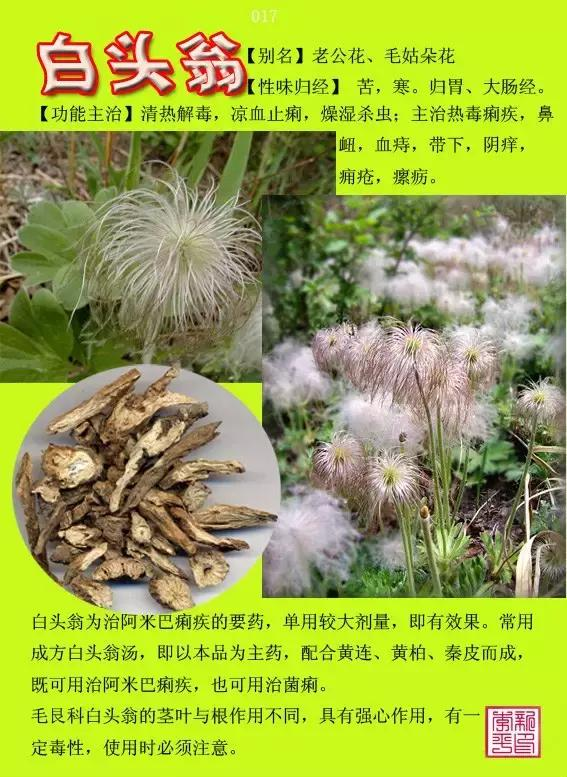 017
白头翁
【别名】老公花、毛姑朵花
【性味归经】 苦，寒。归胃、大肠经。
【功能主治】清热解毒，凉血止痢，燥湿杀虫；主治热毒痢疾，鼻
衄，血痔，带下，阴痒，
痈疮，瘰疬。
白头翁为治阿米巴痢疾的要药，单用较大剂量，即有效果。常用
成方白头翁汤，即以本品为主药，配合黄连、黄柏、秦皮而成，
既可用治阿米巴痢疾，也可用治菌痢。
毛艮科白头翁的茎叶与根作用不同，具有强心作用，有一
定毒性，使用时必须注意。